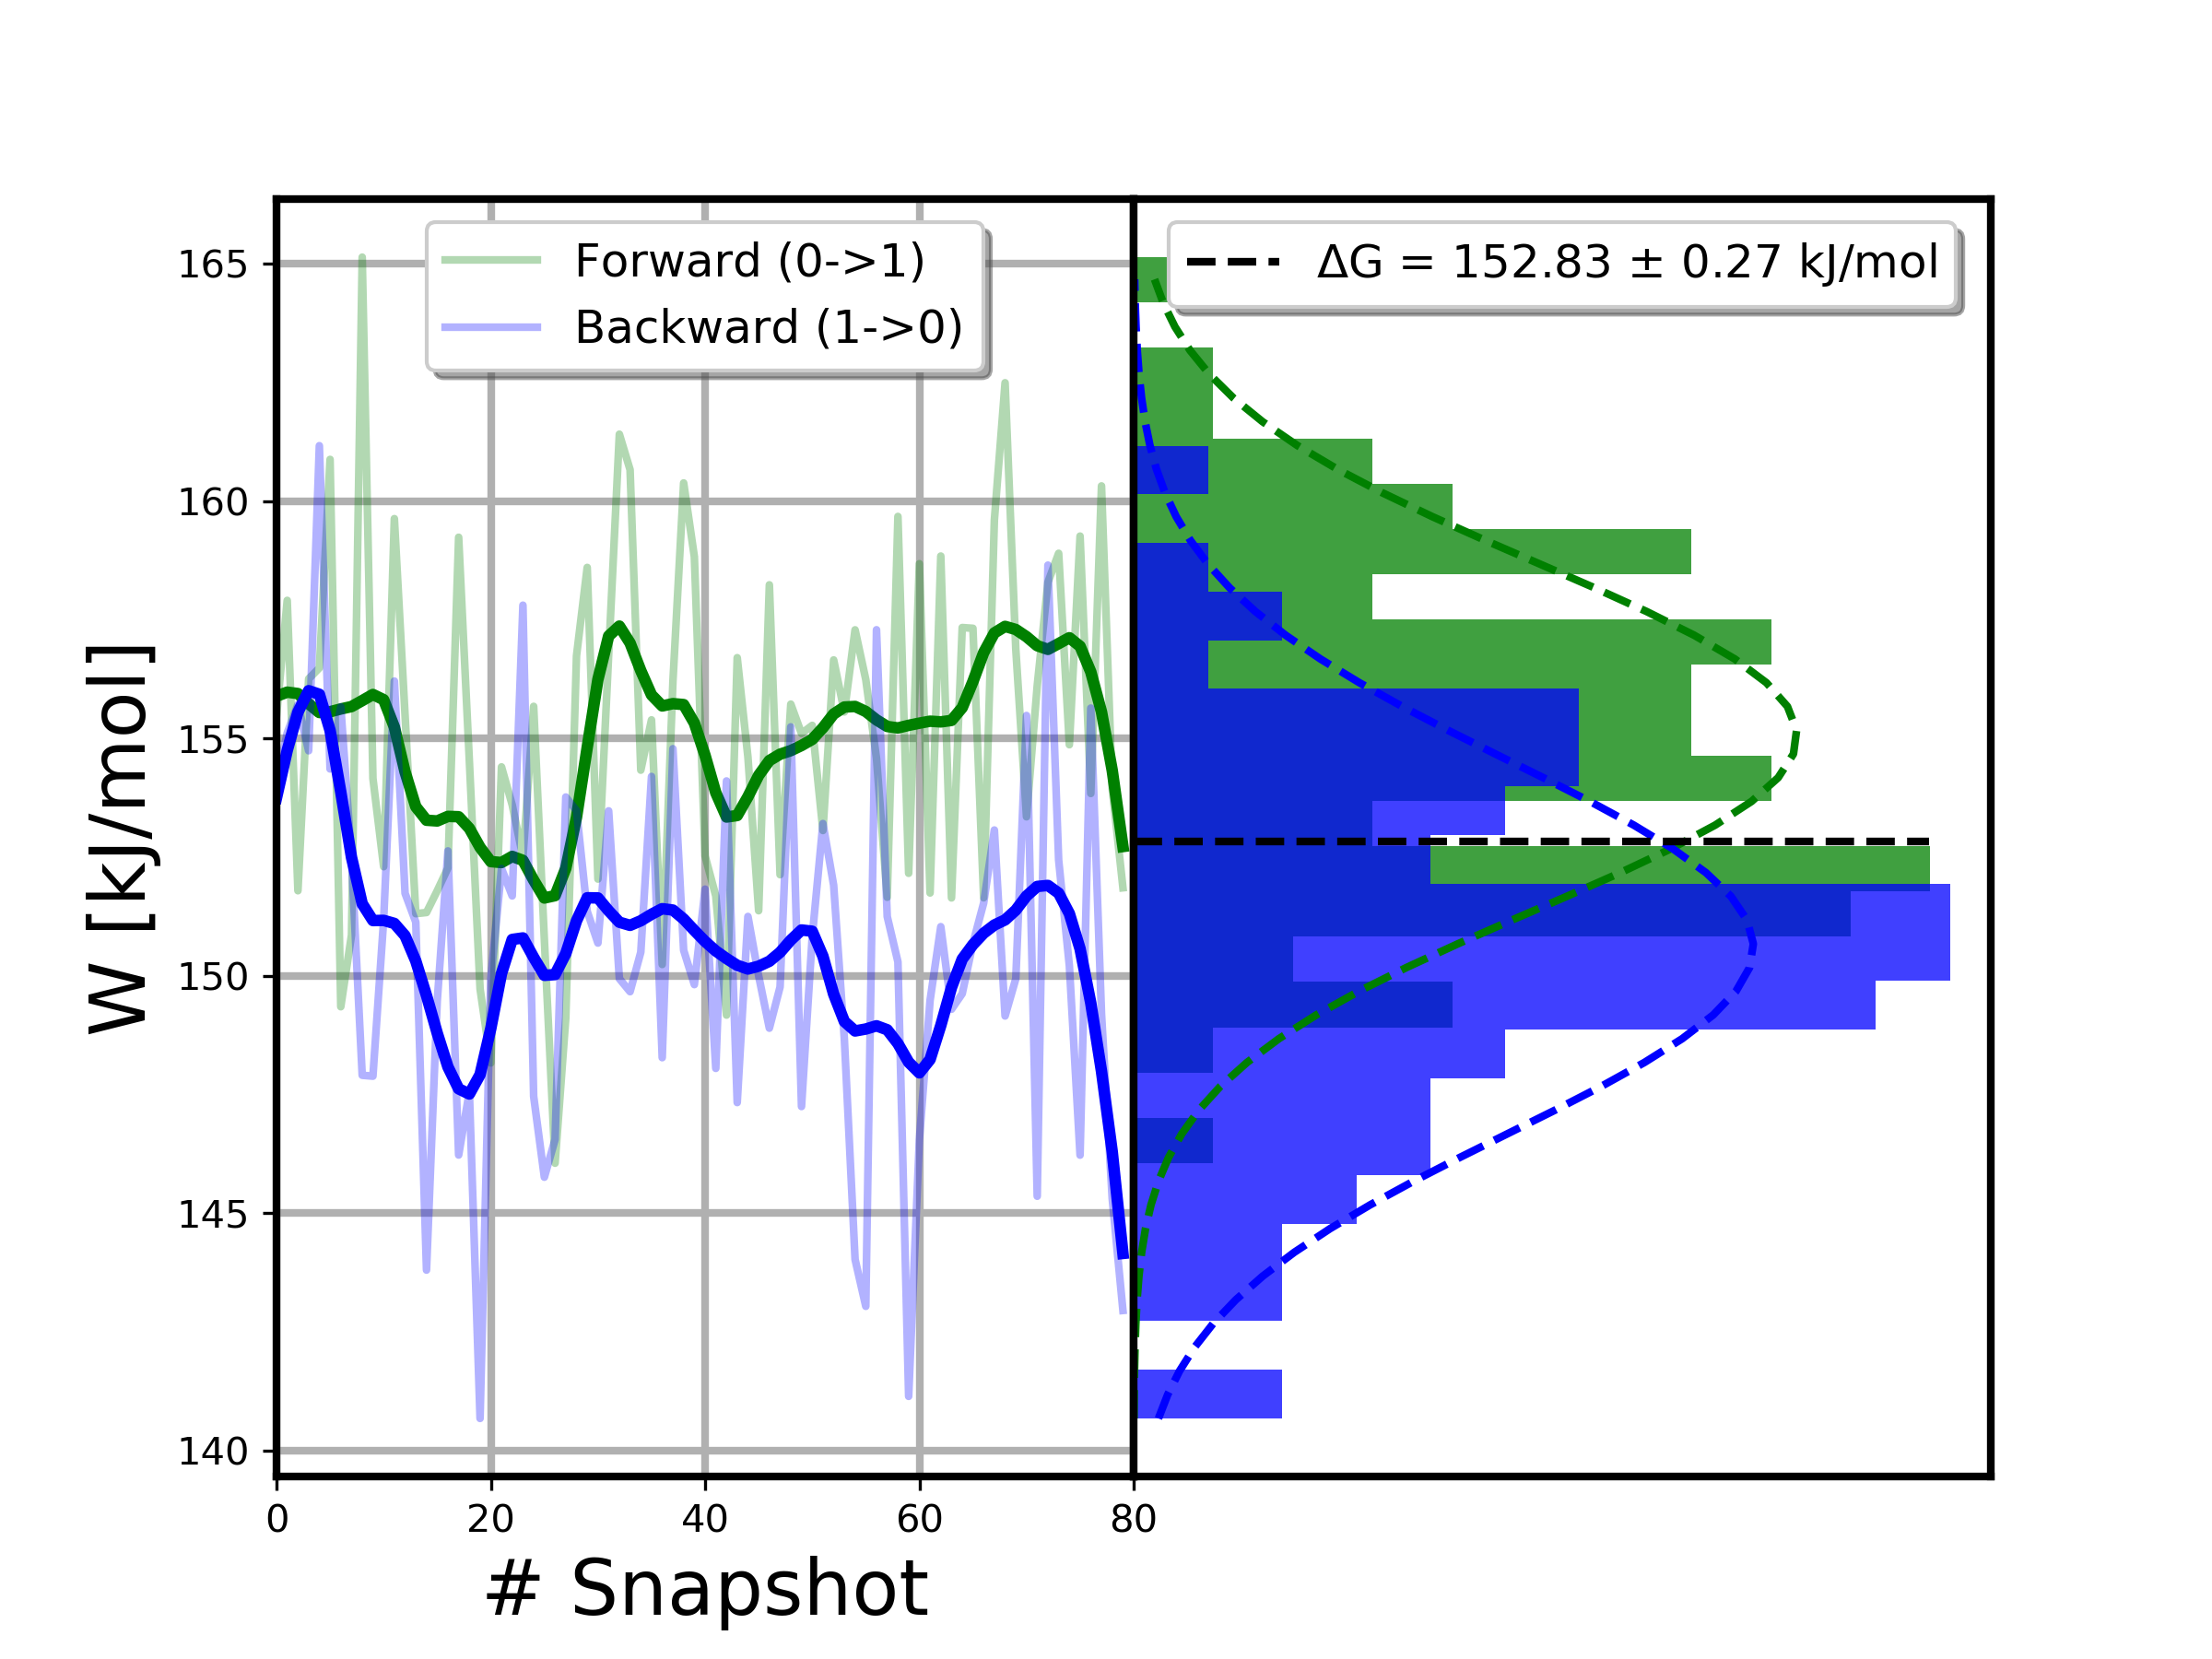 Forward (0->1)
Backward (1->0)
ΔG = 152.83 ± 0.27 kJ/mol
W [kJ/mol]
165
160
155
150
145
140
0 20 40 60 80
# Snapshot